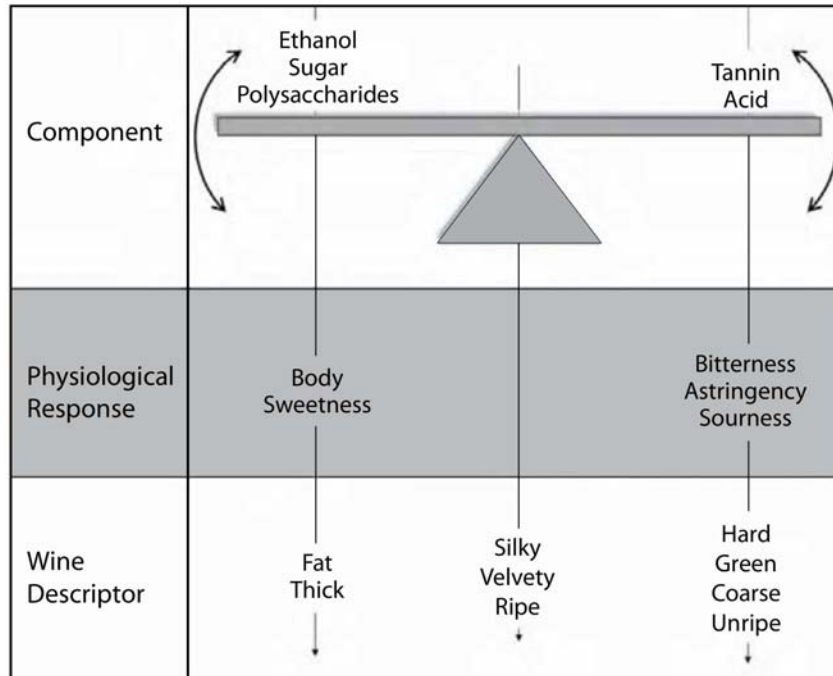 Component
Ethanol
Sugar
Polysaccharides
Tannin
Acid
Physiological
Response
Body
Sweetness
Bitterness
Astringency
Sourness
Wine
Descriptor
Fat
Thick
Silky
Velvety
Ripe
Hard
Green
Coarse
Unripe